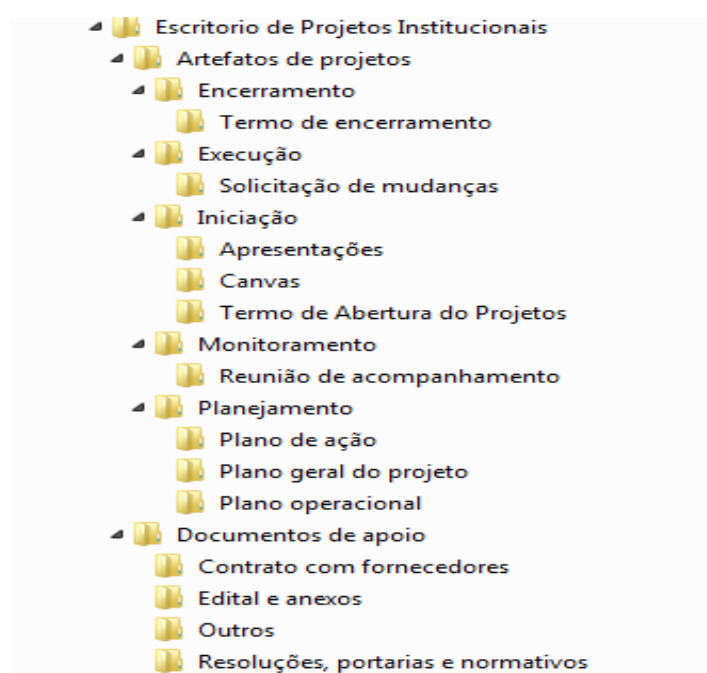 Escritorio de Projetos Institucionais
Artefatos de projetos
Encerramento
Termo de encerramento
Execução
Solicitação de mudanças
Iniciação
Apresentações
Canvas
Termo de Abertura do Projetos
Monitoramento
Reunião de acompanhamento
Planejamento
Plano de ação
Plano geral do projeto
Plano operacional
Documentos de apoio
Contrato com fornecedores
Edital e anexos
Outros
Resoluções, portarias e normativos